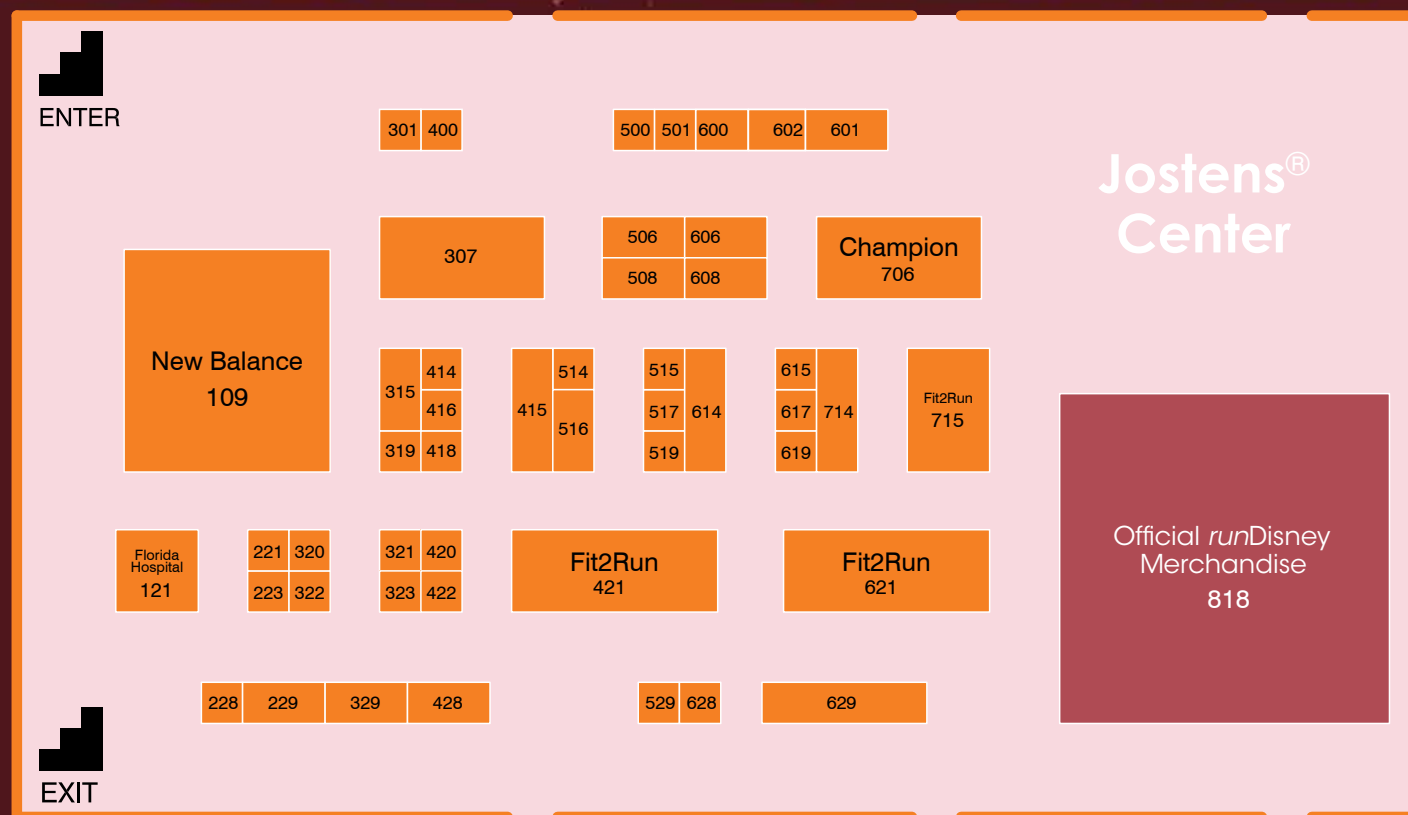 ENTER
301 400
500 501 600 602 601
Jostens®
Center
307
506 606
508 608
Champion
706
New Balance
109
315 414
416
319 418
415 514
516
515 614
517
519
615 714
617
619
Fit2Run
715
Florida
Hospital
121
221 320
223 322
321 420
323 422
Fit2Run
421
Fit2Run
621
Official runDisney
Merchandise
818
228 229 329 428
529 628
629
EXIT